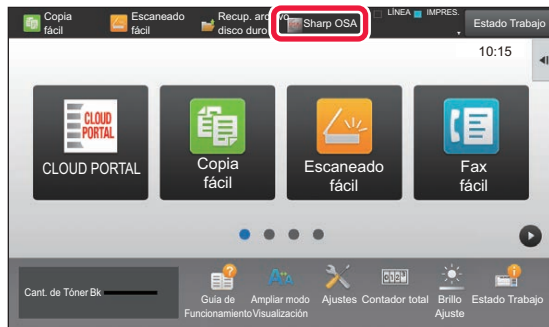 Copia fácil
Escaneado fácil
Recup. archivo disco duro
Sharp OSA
LÍNEA
IMPRES.
Estado Trabajo
10:15
CLOUD PORTAL
CLOUD PORTAL
Copia
fácil
Escaneado
fácil
Fax
fácil
Cant. de Tóner Bk
Guía de
Funcionamiento
Ampliar modo
Visualización
Ajustes
Contador total
Brillo
Ajuste
Estado Trabajo